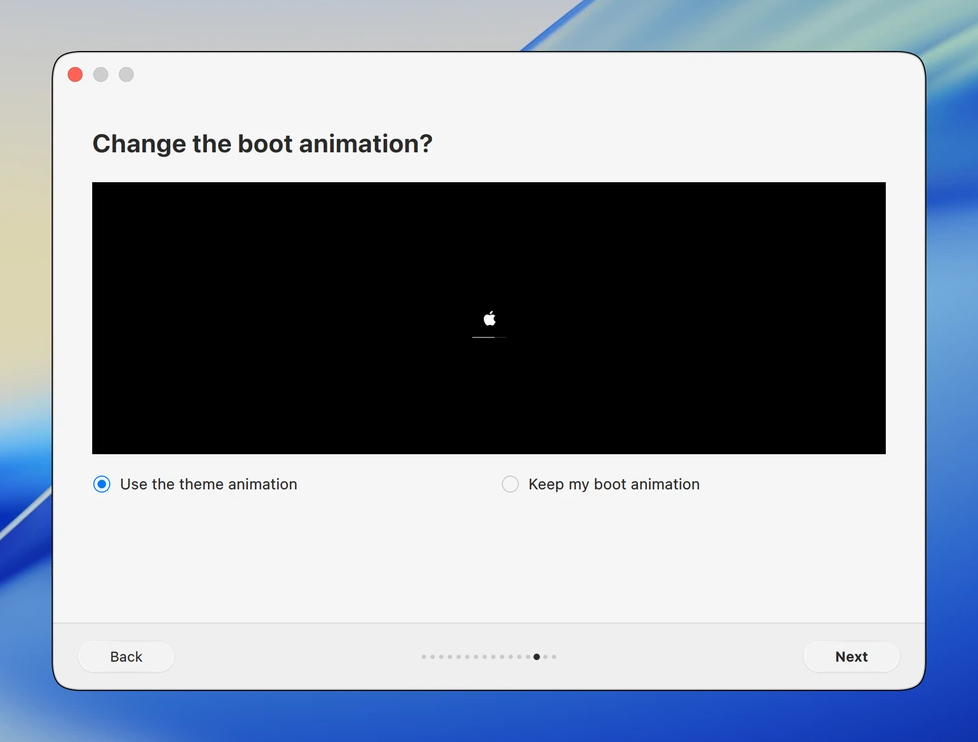 Change the boot animation?
Use the theme animation
Keep my boot animation
Back
Next